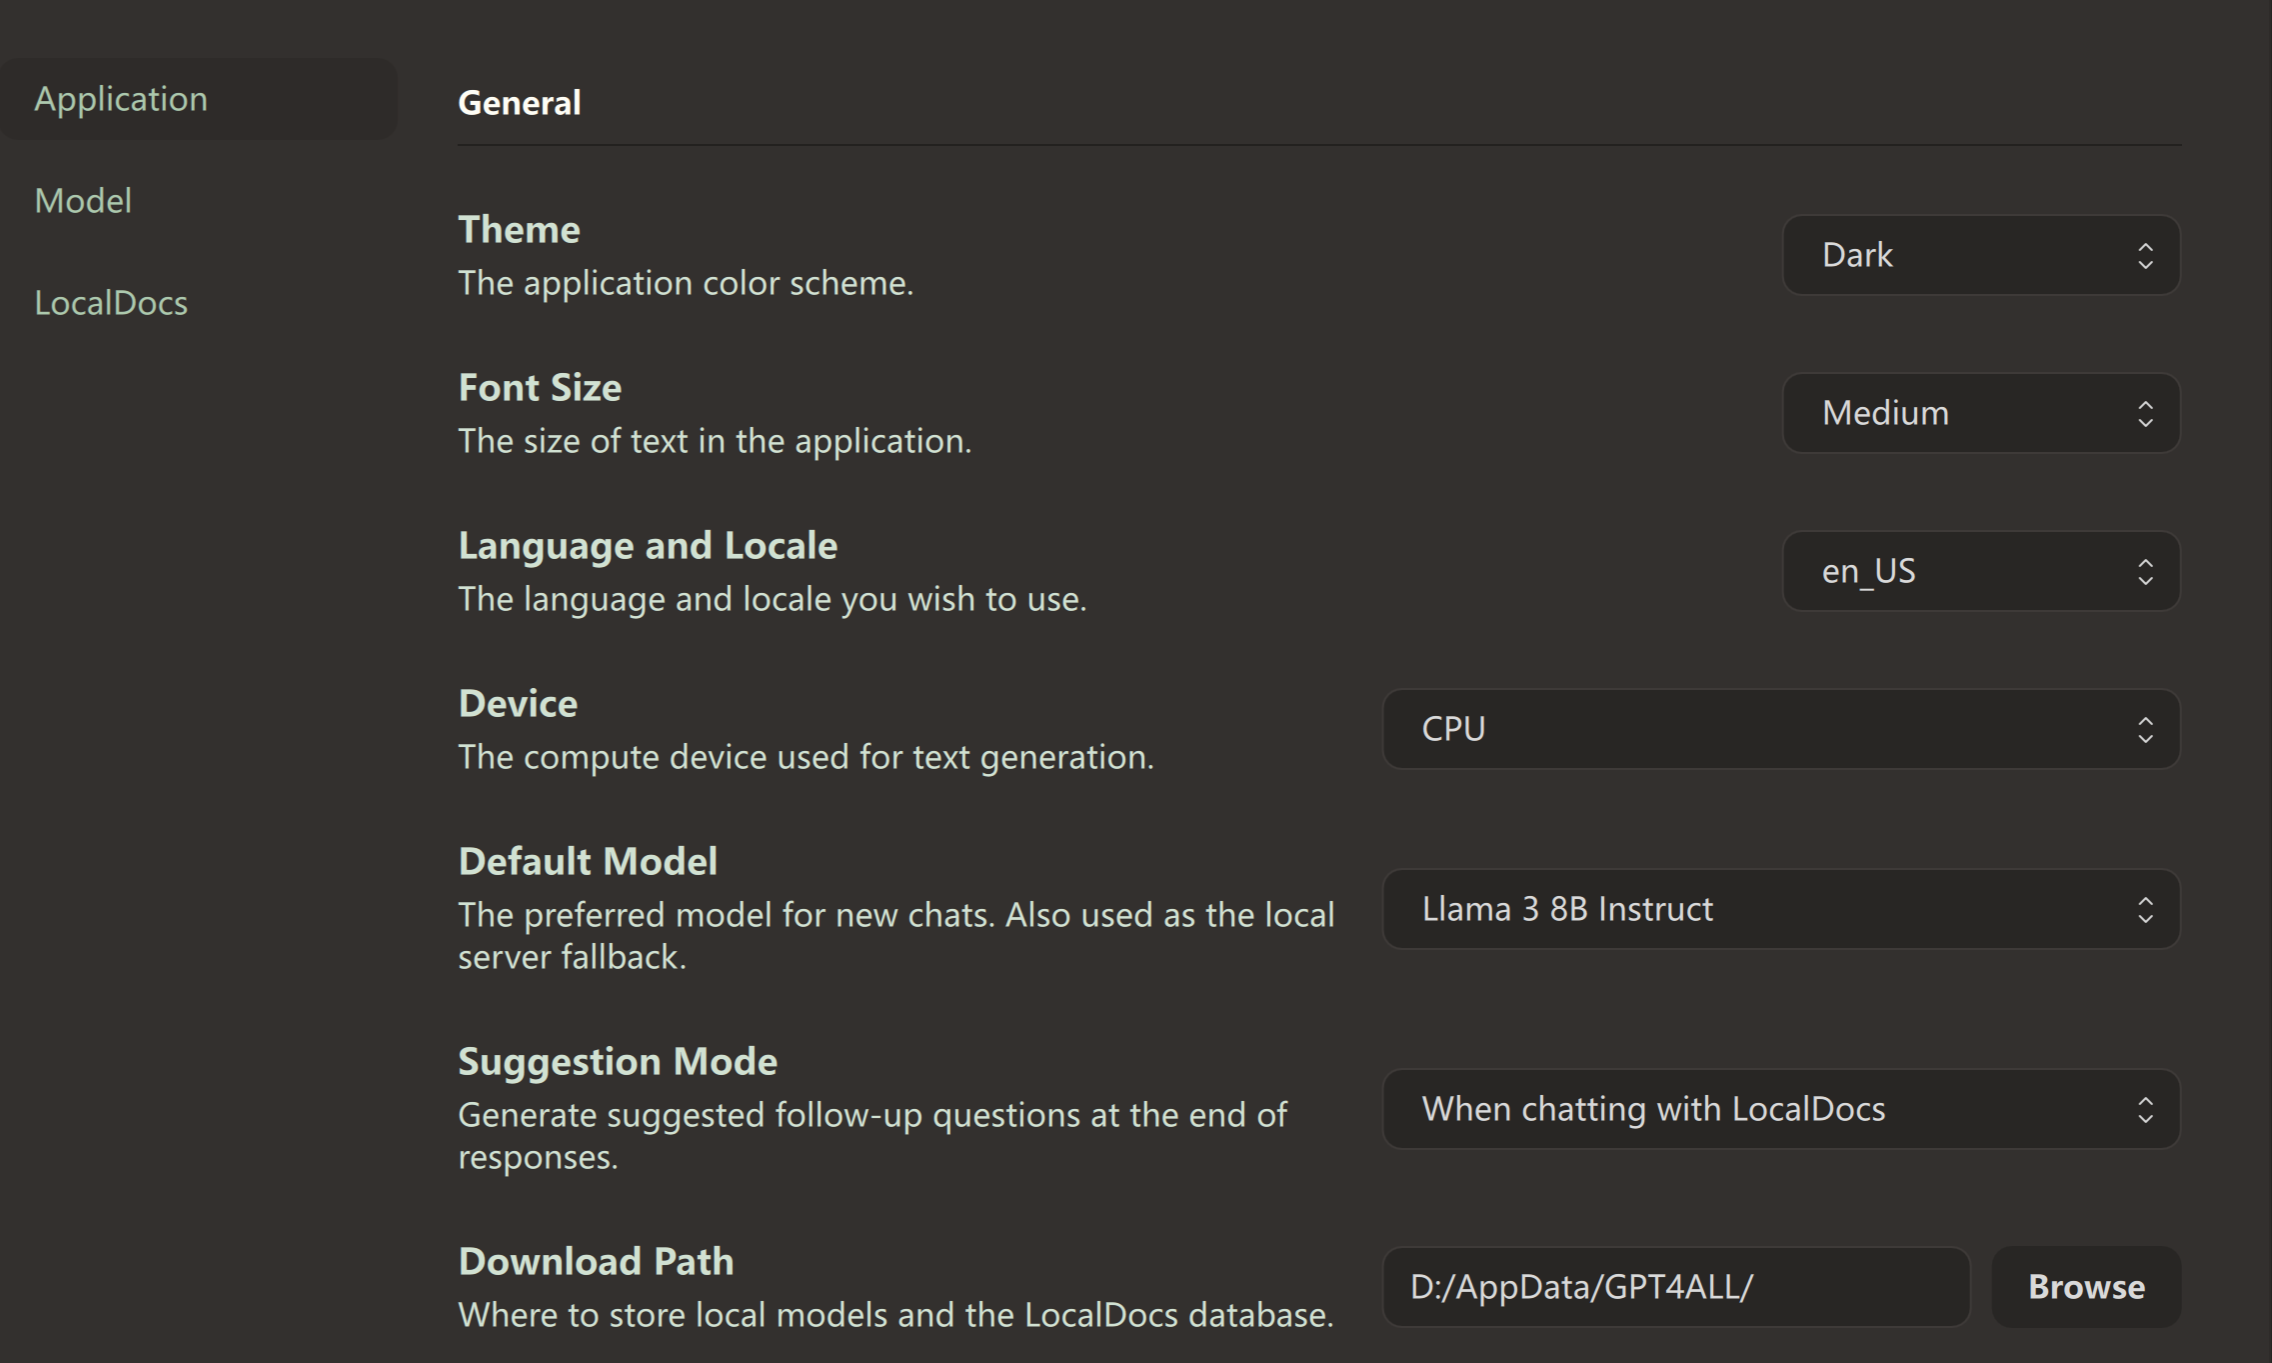 Application
Model
LocalDocs
General
Theme
The application color scheme.
Dark
Font Size
The size of text in the application.
Medium
Language and Locale
The language and locale you wish to use.
en_US
Device
The compute device used for text generation.
CPU
Default Model
The preferred model for new chats. Also used as the local
server fallback.
Llama 3 8B Instruct
Suggestion Mode
Generate suggested follow-up questions at the end of
responses.
When chatting with LocalDocs
Download Path
Where to store local models and the LocalDocs database.
D:/AppData/GPT4ALL/
Browse